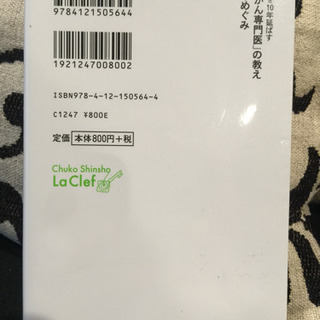 9784121505644
1921247008002
ISBN978-4-12-150564-4
C1247 ¥800E
定価 本体800円+税
Chuko Shinsho
La Clef
10年延ばす
がん専門医」の教え
めぐみ